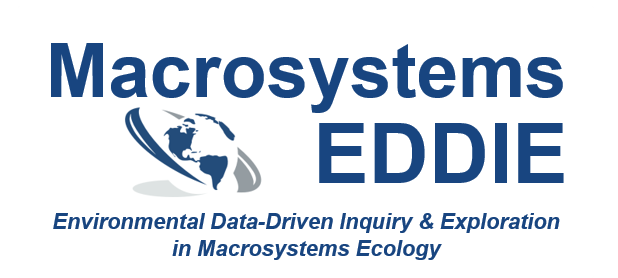 Macrosystems
EDDIE
Environmental Data-Driven Inquiry & Exploration
in Macrosystems Ecology